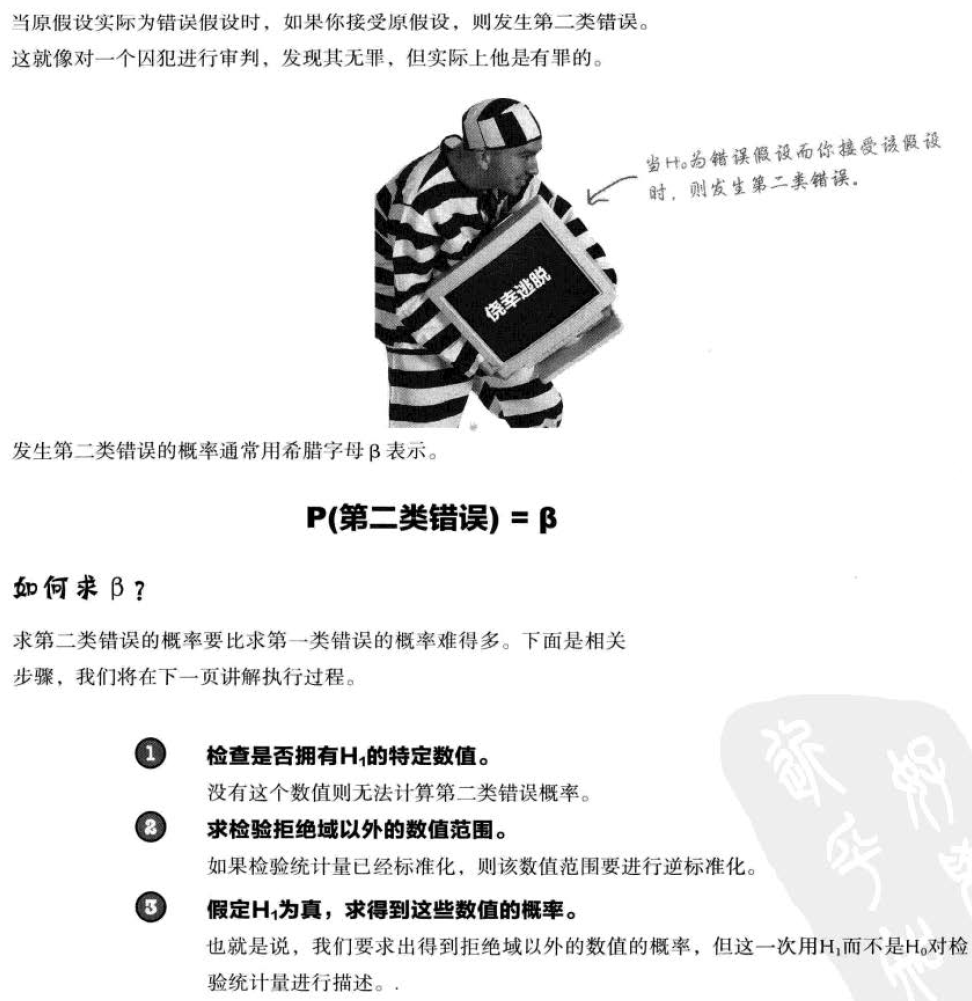 当原假设实际为错误假设时，如果你接受原假设，则发生第二类错误。
这就像对一个囚犯进行审判，发现其无罪，但实际上他是有罪的。
当H₀为错误假设而你接受该假设
时，则发生第二类错误。
侥幸逃脱
发生第二类错误的概率通常用希腊字母 β 表示。
P(第二类错误) = β
如何求 β？
求第二类错误的概率要比求第一类错误的概率难得多。下面是相关
步骤，我们将在下一页讲解执行过程。
1 检查是否拥有H₁的特定数值。
没有这个数值则无法计算第二类错误概率。
2 求检验拒绝域以外的数值范围。
如果检验统计量已经标准化，则该数值范围要进行逆标准化。
3 假定H₁为真，求得到这些数值的概率。
也就是说，我们要求出得到拒绝域以外的数值的概率，但这一次用H₁而不是H₀对检
验统计量进行描述。.